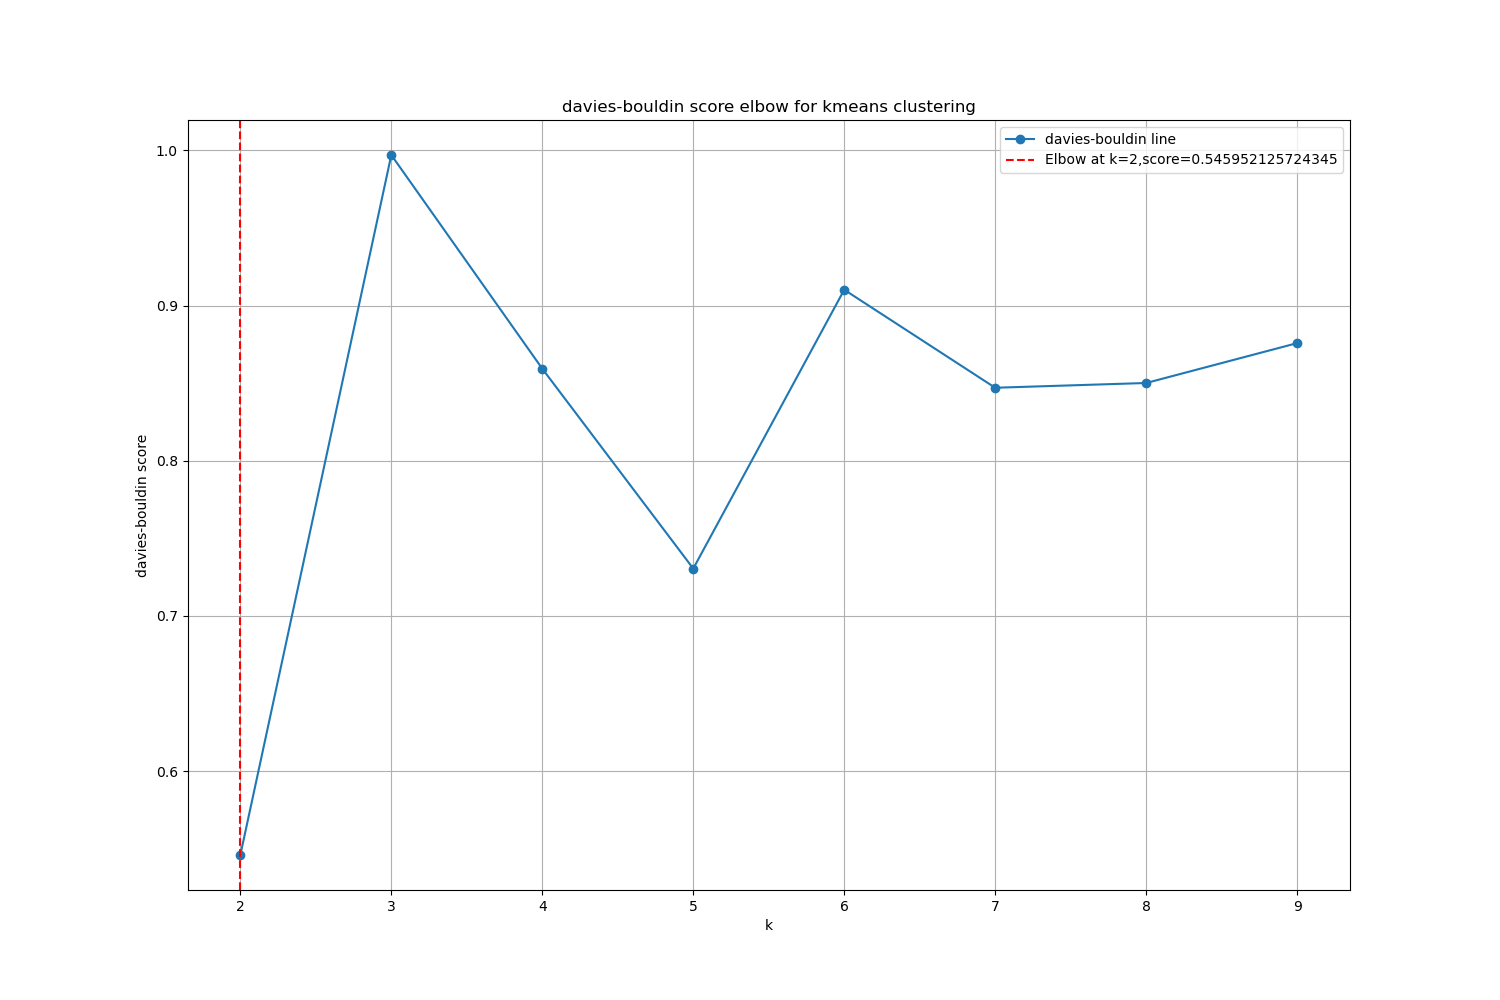 davies-bouldin score elbow for kmeans clustering
davies-bouldin line
Elbow at k=2,score=0.545952125724345
1.0
0.9
0.8
0.7
0.6
davies-bouldin score
2 3 4 5 6 7 8 9
k